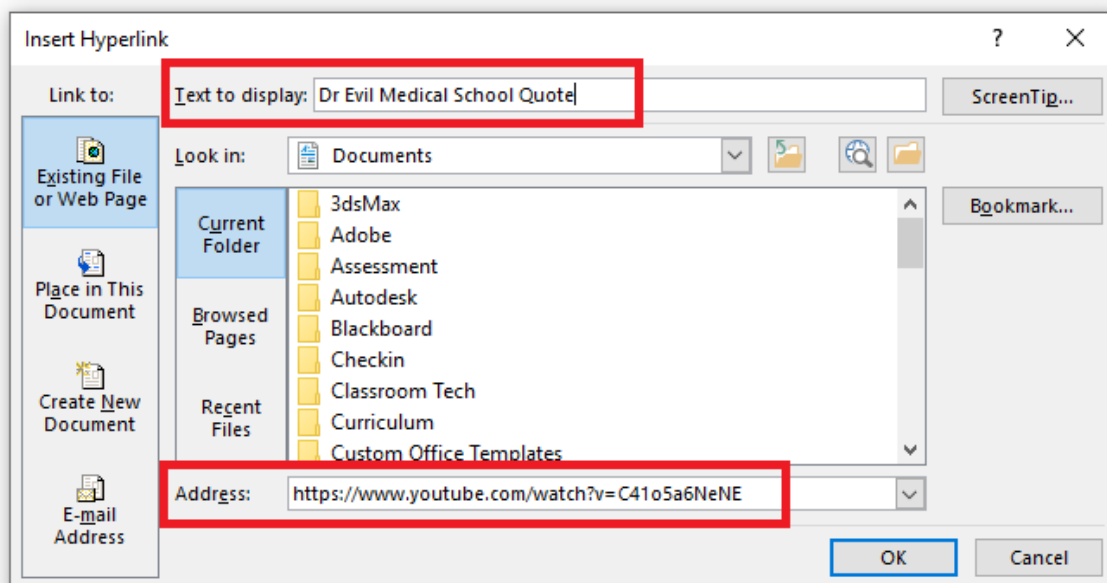 Insert Hyperlink
?
Link to:
Text to display: Dr Evil Medical School Quote
ScreenTip...
Existing File
or Web Page
Look in: Documents
Bookmark...
Current
Folder
3dsMax
Adobe
Assessment
Autodesk
Blackboard
Checkin
Classroom Tech
Curriculum
Custom Office Templates
Place in This
Document
Browsed
Pages
Create New
Document
Recent
Files
E-mail
Address
Address: https://www.youtube.com/watch?v=C41o5a6NeNE
OK
Cancel